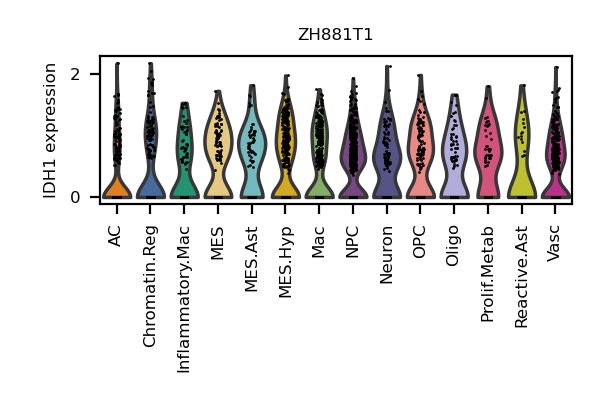 ZH881T1
IDH1 expression
2
0
AC
Chromatin.Reg
Inflammatory.Mac
MES
MES.Ast
MES.Hyp
Mac
NPC
Neuron
OPC
Oligo
Prolif.Metab
Reactive.Ast
Vasc